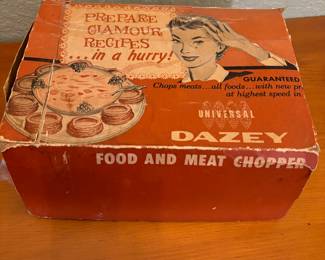 PREPARE
GLAMOUR
RECIPES
...in a hurry!
GUARANTEED
Chops meats...all foods...with new pr
at highest speed in
UNIVERSAL
DAZEY
FOOD AND MEAT CHOPPER